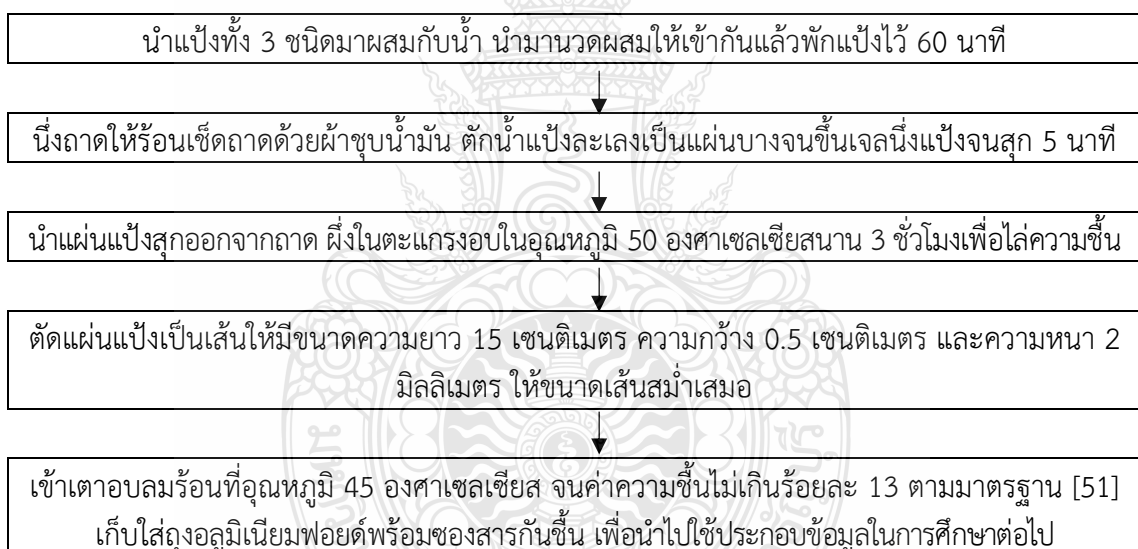 นำแป้งทั้ง 3 ชนิดมาผสมกับน้ำ นำมานวดผสมให้เข้ากันแล้วพักแป้งไว้ 60 นาที
นึ่งถาดให้ร้อนเช็ดถาดด้วยผ้าชุบน้ำมัน ตักน้ำแป้งละเลงเป็นแผ่นบางจนขึ้นเจลนึ่งแป้งจนสุก 5 นาที
นำแผ่นแป้งสุกออกจากถาด ผึ่งในตะแกรงอบในอุณหภูมิ 50 องศาเซลเซียสนาน 3 ชั่วโมงเพื่อไล่ความชื้น
ตัดแผ่นแป้งเป็นเส้นให้มีขนาดความยาว 15 เซนติเมตร ความกว้าง 0.5 เซนติเมตร และความหนา 2
มิลลิเมตร ให้ขนาดเส้นสม่ำเสมอ
เข้าเตาอบลมร้อนที่อุณหภูมิ 45 องศาเซลเซียส จนค่าความชื้นไม่เกินร้อยละ 13 ตามมาตรฐาน [51]
เก็บใส่ถุงอลูมิเนียมฟอยด์พร้อมซองสารกันชื้น เพื่อนำไปใช้ประกอบข้อมูลในการศึกษาต่อไป